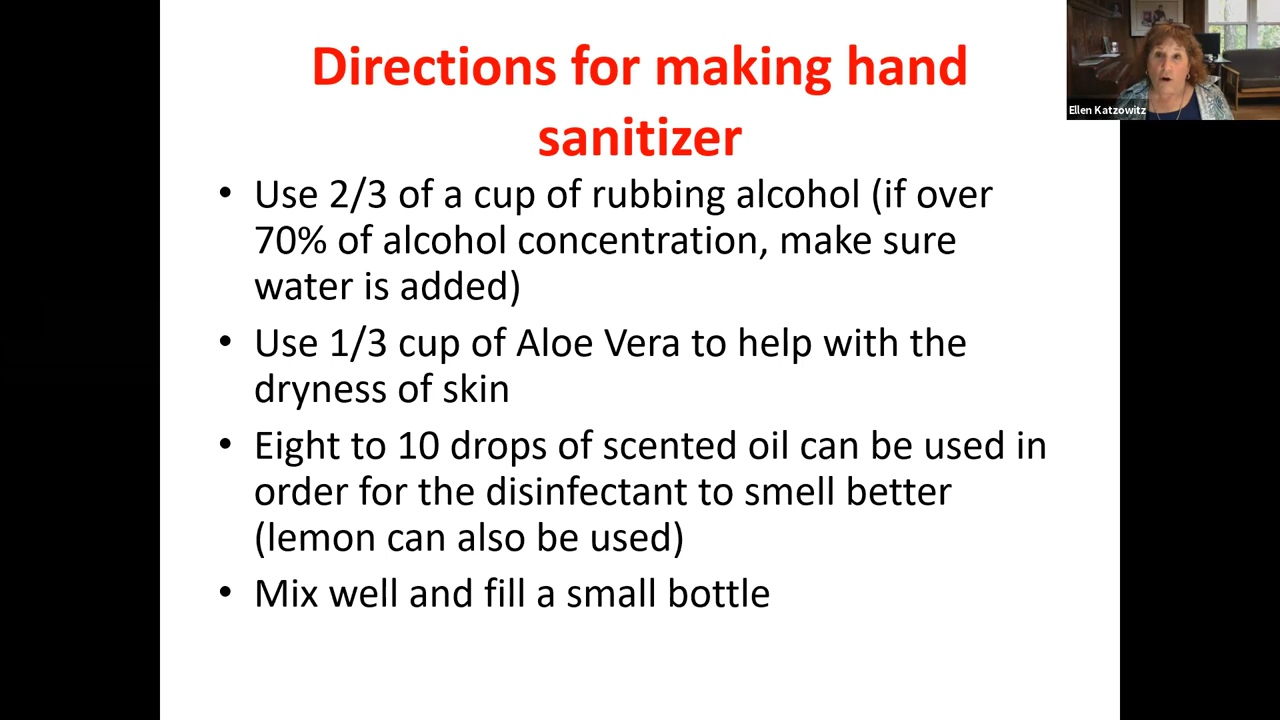 Directions for making hand
sanitizer
• Use 2/3 of a cup of rubbing alcohol (if over
70% of alcohol concentration, make sure
water is added)
• Use 1/3 cup of Aloe Vera to help with the
dryness of skin
• Eight to 10 drops of scented oil can be used in
order for the disinfectant to smell better
(lemon can also be used)
• Mix well and fill a small bottle
Ellen Katzowitz